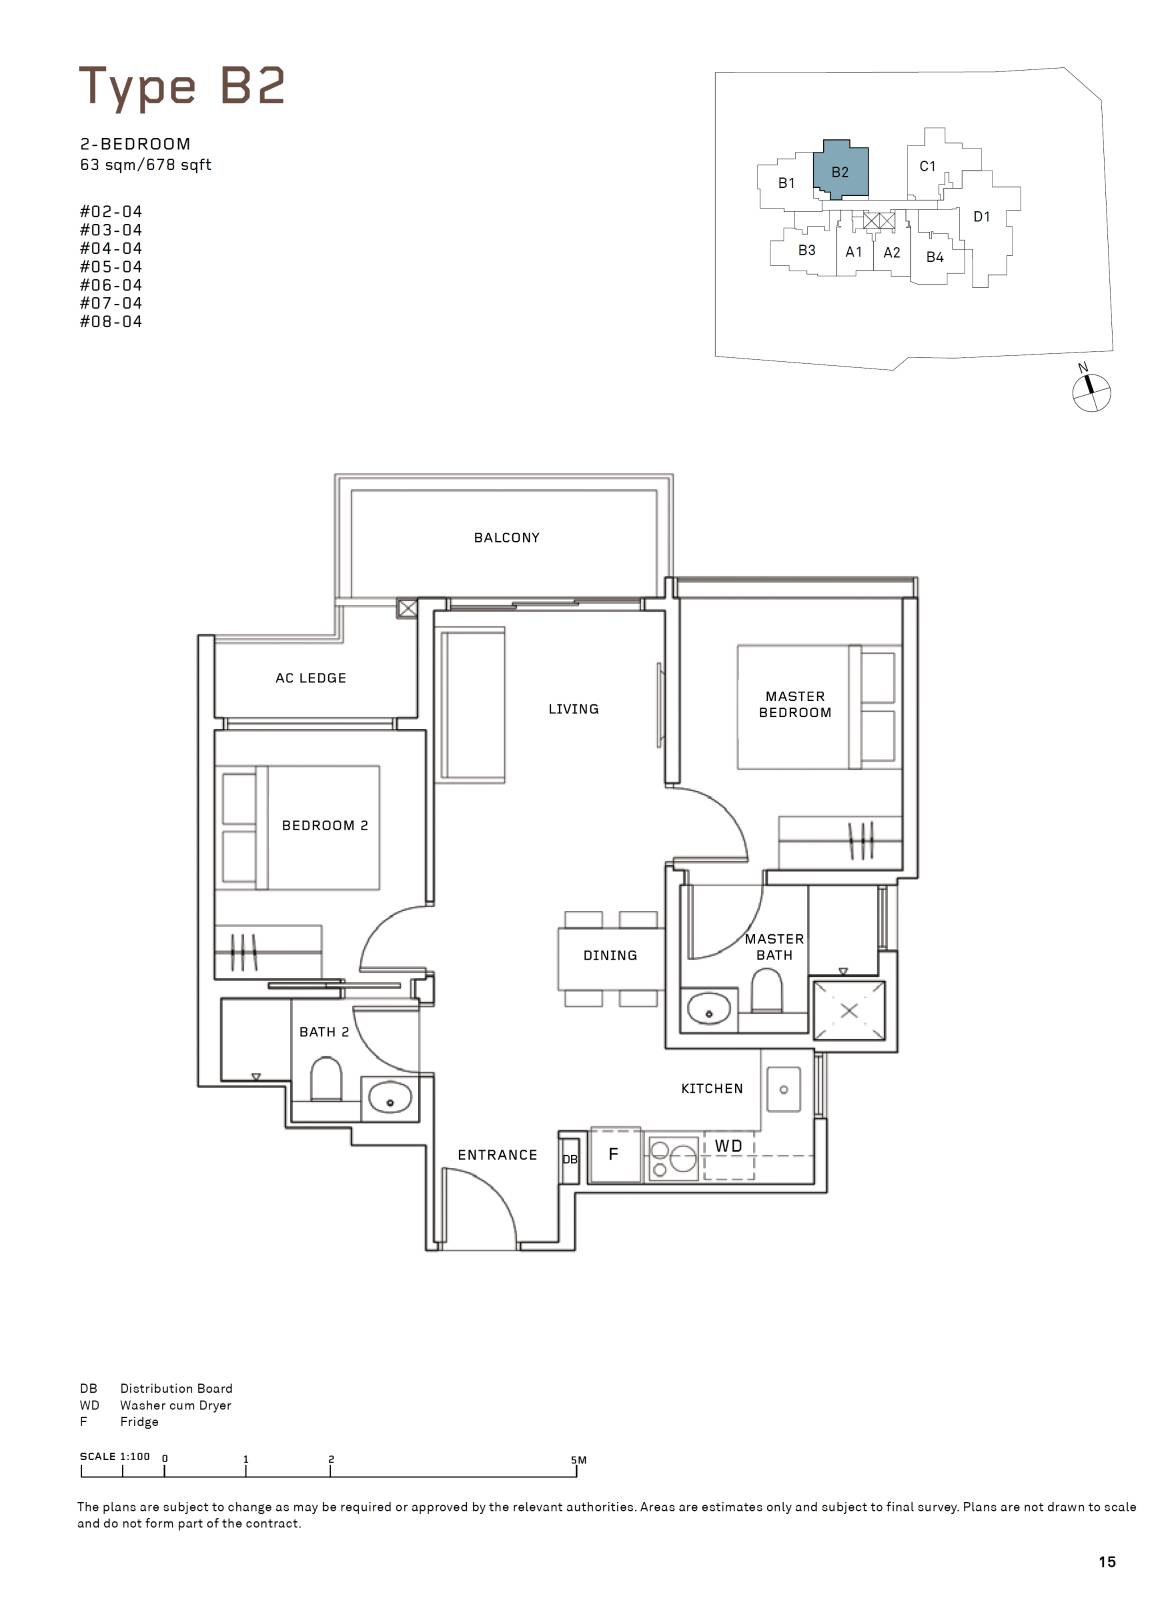 Type B2
2-BEDROOM
63 sqm/678 sqft
#02-04
#03-04
#04-04
#05-04
#06-04
#07-04
#08-04
B1
B2
C1
D1
B3
A1
A2
B4
N
BALCONY
AC LEDGE
LIVING
MASTER
BEDROOM
BEDROOM 2
DINING
MASTER
BATH
BATH 2
KITCHEN
ENTRANCE
DB
F
WD
DB Distribution Board
WD Washer cum Dryer
F Fridge
SCALE 1:100 0 1 2 5M
The plans are subject to change as may be required or approved by the relevant authorities. Areas are estimates only and subject to final survey. Plans are not drawn to scale
and do not form part of the contract.
15